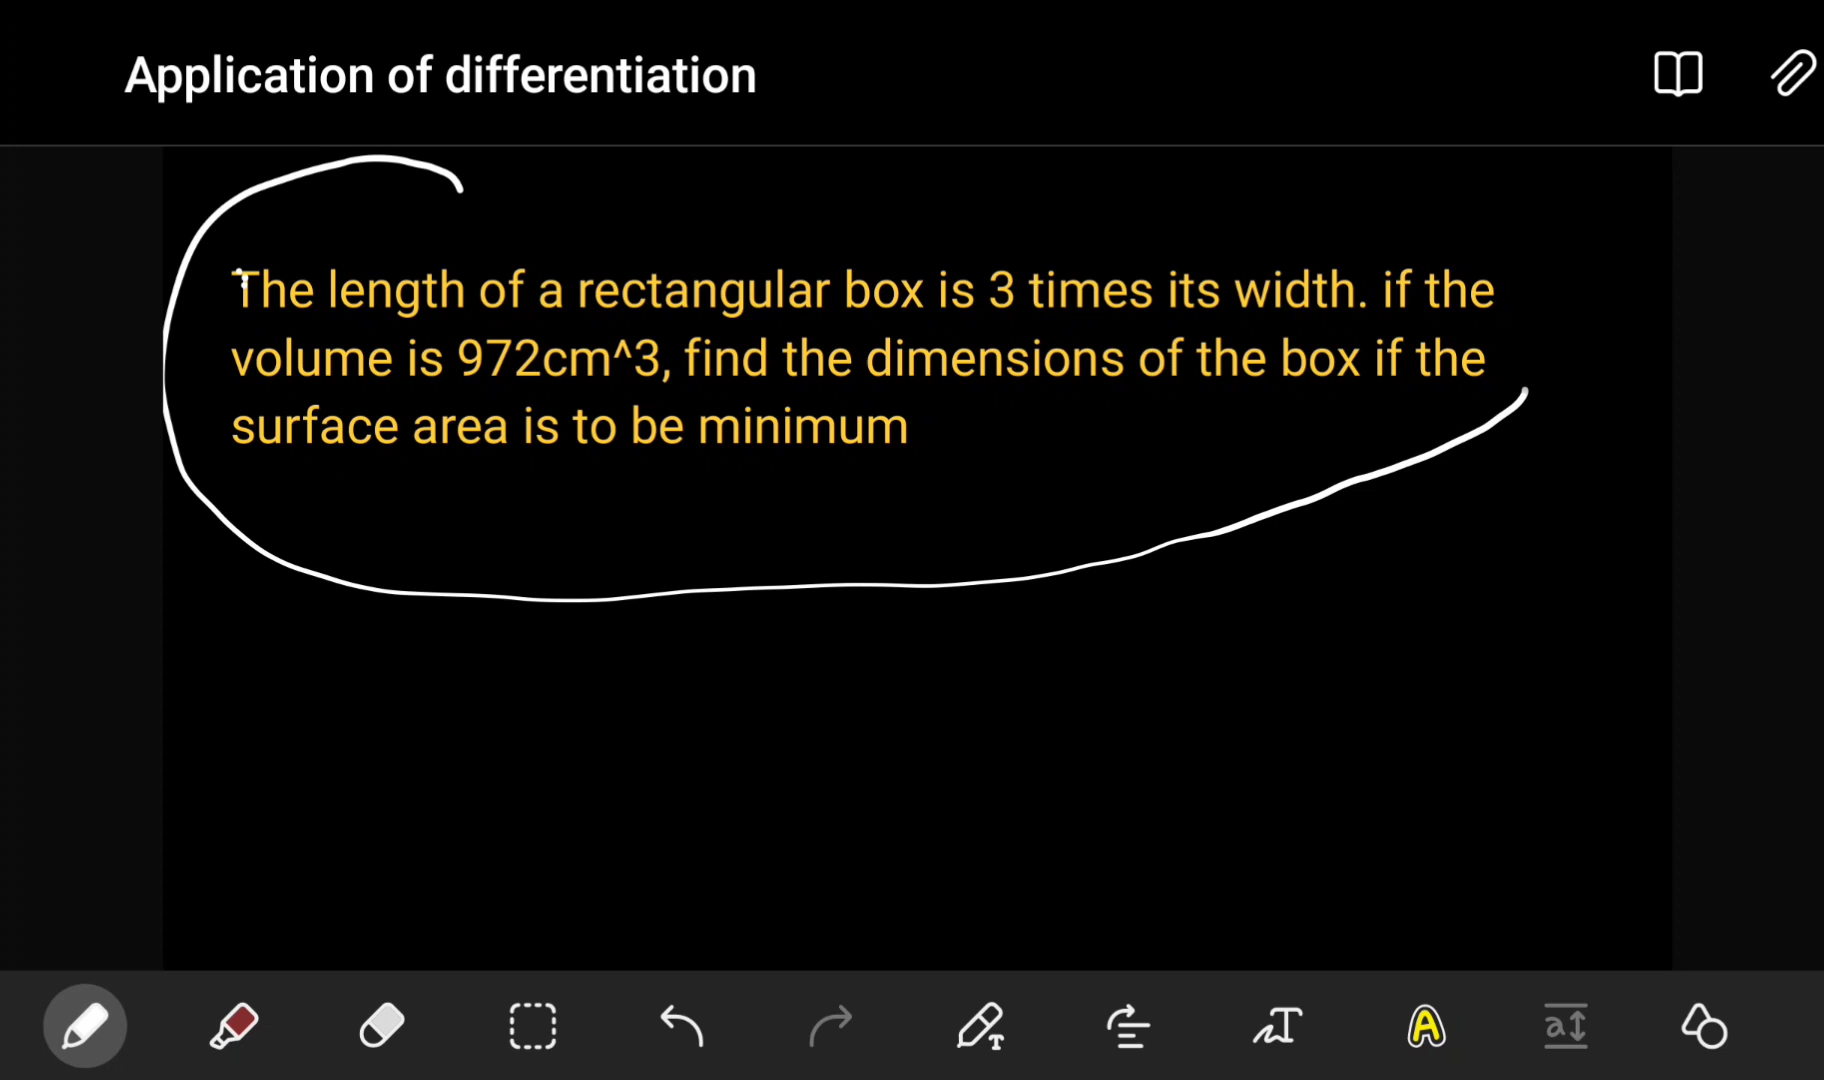 Application of differentiation
The length of a rectangular box is 3 times its width. if the
volume is 972cm^3, find the dimensions of the box if the
surface area is to be minimum